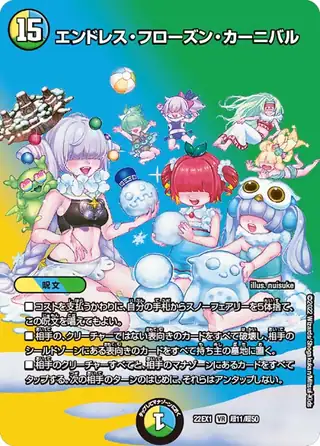 15
エンドレス・フローズン・カーニバル
illus. nuisuke
呪文
■コストを支払うかわりに、自分の手札からスノーフェアリーを5体捨て、
この呪文を唱えてもよい。
■相手の、クリーチャーではない表向きのカードをすべて破壊し、相手の
シールドゾーンにある表向きのカードをすべて持ち主の墓地に置く。
■相手のクリーチャーすべてと、相手のマナゾーンにあるカードをすべて
タップする。次の相手のターンのはじめに、それらはアンタップしない。
1
22EX1 VR 超11/超50